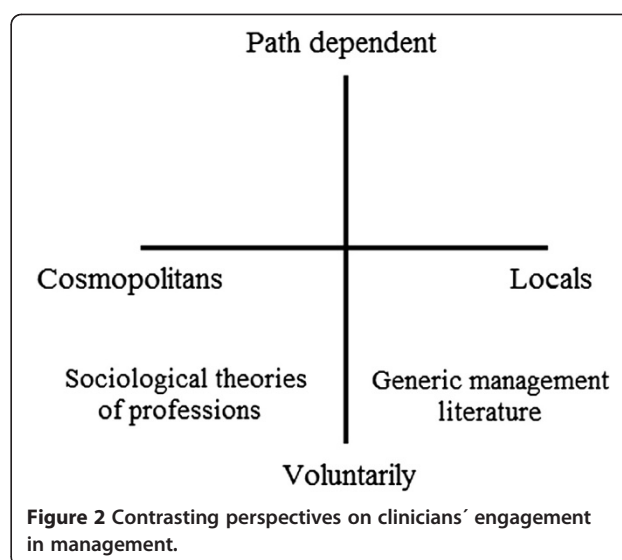 Path dependent
Cosmopolitans Locals
Sociological theories
of professions
Generic management
literature
Voluntarily
Figure 2 Contrasting perspectives on clinicians´ engagement
in management.